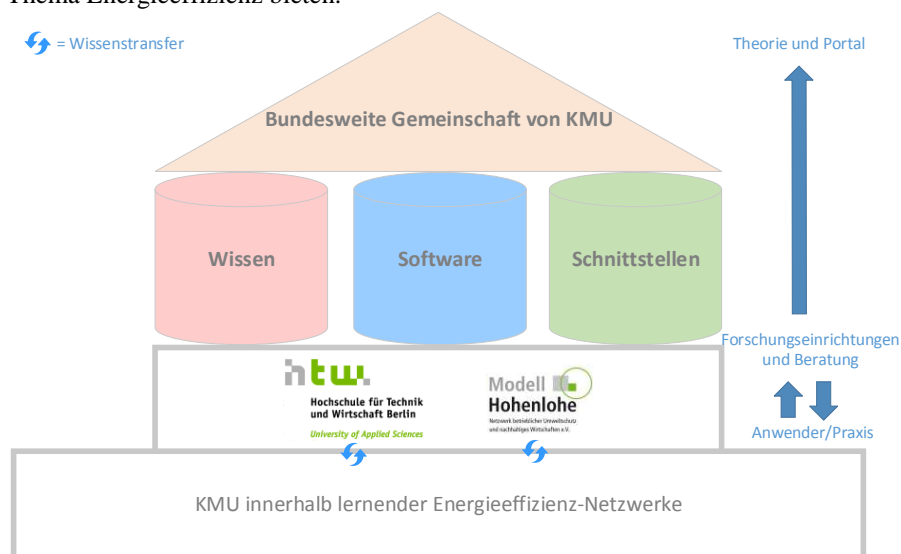 Thema Energieeffizienz bieten.
= Wissenstransfer
Theorie und Portal
Bundesweite Gemeinschaft von KMU
Wissen
Software
Schnittstellen
Forschungseinrichtungen
und Beratung
htw.
Hochschule für Technik
und Wirtschaft Berlin
University of Applied Sciences
Modell
Hohenlohe
Netzwerk betrieblicher Umweltschutz
und nachhaltiges Wirtschaften e.V.
Anwender/Praxis
KMU innerhalb lernender Energieeffizienz-Netzwerke